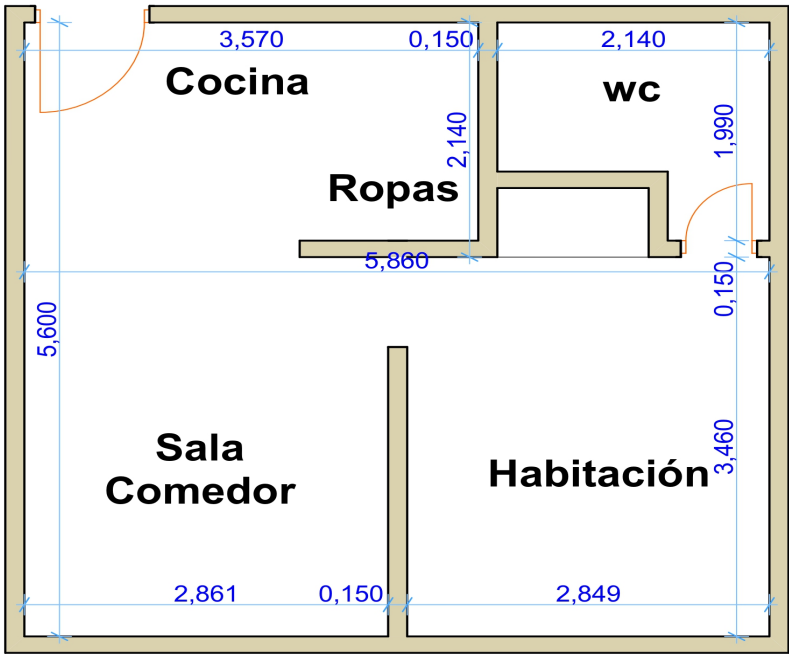 3,570
0,150
2,140
Cocina
wc
2,140
1,990
Ropas
5,860
0,150
5,600
Sala
Comedor
Habitación
3,460
2,861
0,150
2,849